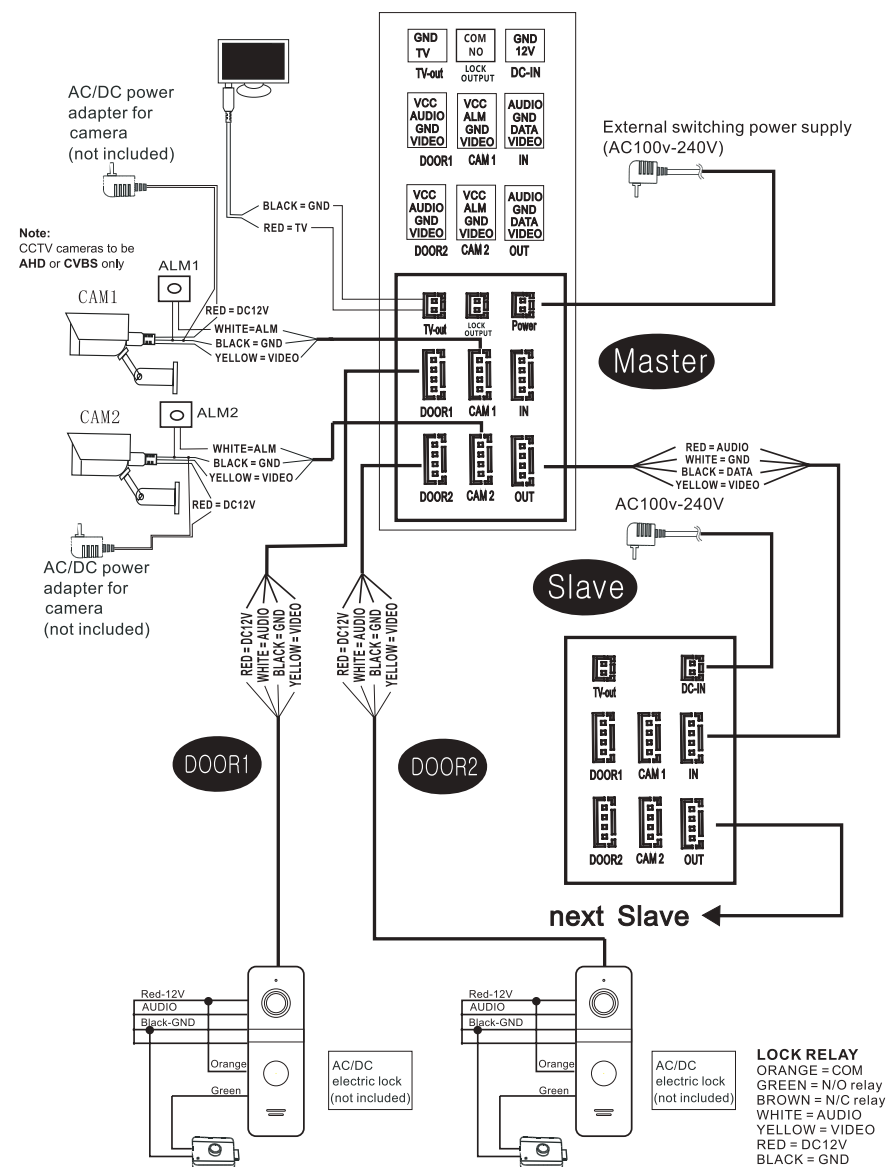 GND
TV
TV-out
COM
NO
LOCK
OUTPUT
GND
12V
DC-IN
VCC
AUDIO
GND
VIDEO
DOOR1
VCC
ALM
GND
VIDEO
CAM 1
AUDIO
GND
DATA
VIDEO
IN
VCC
AUDIO
GND
VIDEO
DOOR2
VCC
ALM
GND
VIDEO
CAM 2
AUDIO
GND
DATA
VIDEO
OUT
AC/DC power
adapter for
camera
(not included)
External switching power supply
(AC100v-240V)
BLACK = GND
RED = TV
Note:
CCTV cameras to be
AHD or CVBS only
ALM1
CAM1
RED = DC12V
WHITE=ALM
BLACK = GND
YELLOW = VIDEO
TV-out
LOCK
OUTPUT
Power
DOOR1
CAM 1
IN
DOOR2
CAM 2
OUT
Master
ALM2
CAM2
WHITE=ALM
BLACK = GND
YELLOW = VIDEO
RED = DC12V
AC/DC power
adapter for
camera
(not included)
RED = AUDIO
WHITE = GND
BLACK = DATA
YELLOW = VIDEO
AC100v-240V
Slave
RED = DC12V
WHITE = AUDIO
BLACK = GND
YELLOW = VIDEO
RED = DC12V
WHITE = AUDIO
BLACK = GND
YELLOW = VIDEO
TV-out
DC-IN
DOOR1
CAM 1
IN
DOOR2
CAM 2
OUT
DOOR1
DOOR2
next Slave
Red-12V
AUDIO
Black-GND
Orange
Green
AC/DC
electric lock
(not included)
Red-12V
AUDIO
Black-GND
Orange
Green
AC/DC
electric lock
(not included)
LOCK RELAY
ORANGE = COM
GREEN = N/O relay
BROWN = N/C relay
WHITE = AUDIO
YELLOW = VIDEO
RED = DC12V
BLACK = GND